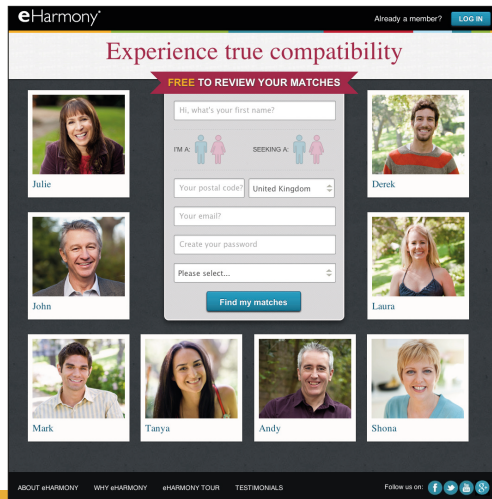 eHarmony®
Already a member? LOG IN
Experience true compatibility
FREE TO REVIEW YOUR MATCHES
Hi, what's your first name?
I'M A:
SEEKING A:
Your postal code?
United Kingdom
Your email?
Create your password
Please select...
Find my matches
Julie
Derek
John
Laura
Mark
Tanya
Andy
Shona
ABOUT eHARMONY WHY eHARMONY eHARMONY TOUR TESTIMONIALS
Follow us on: